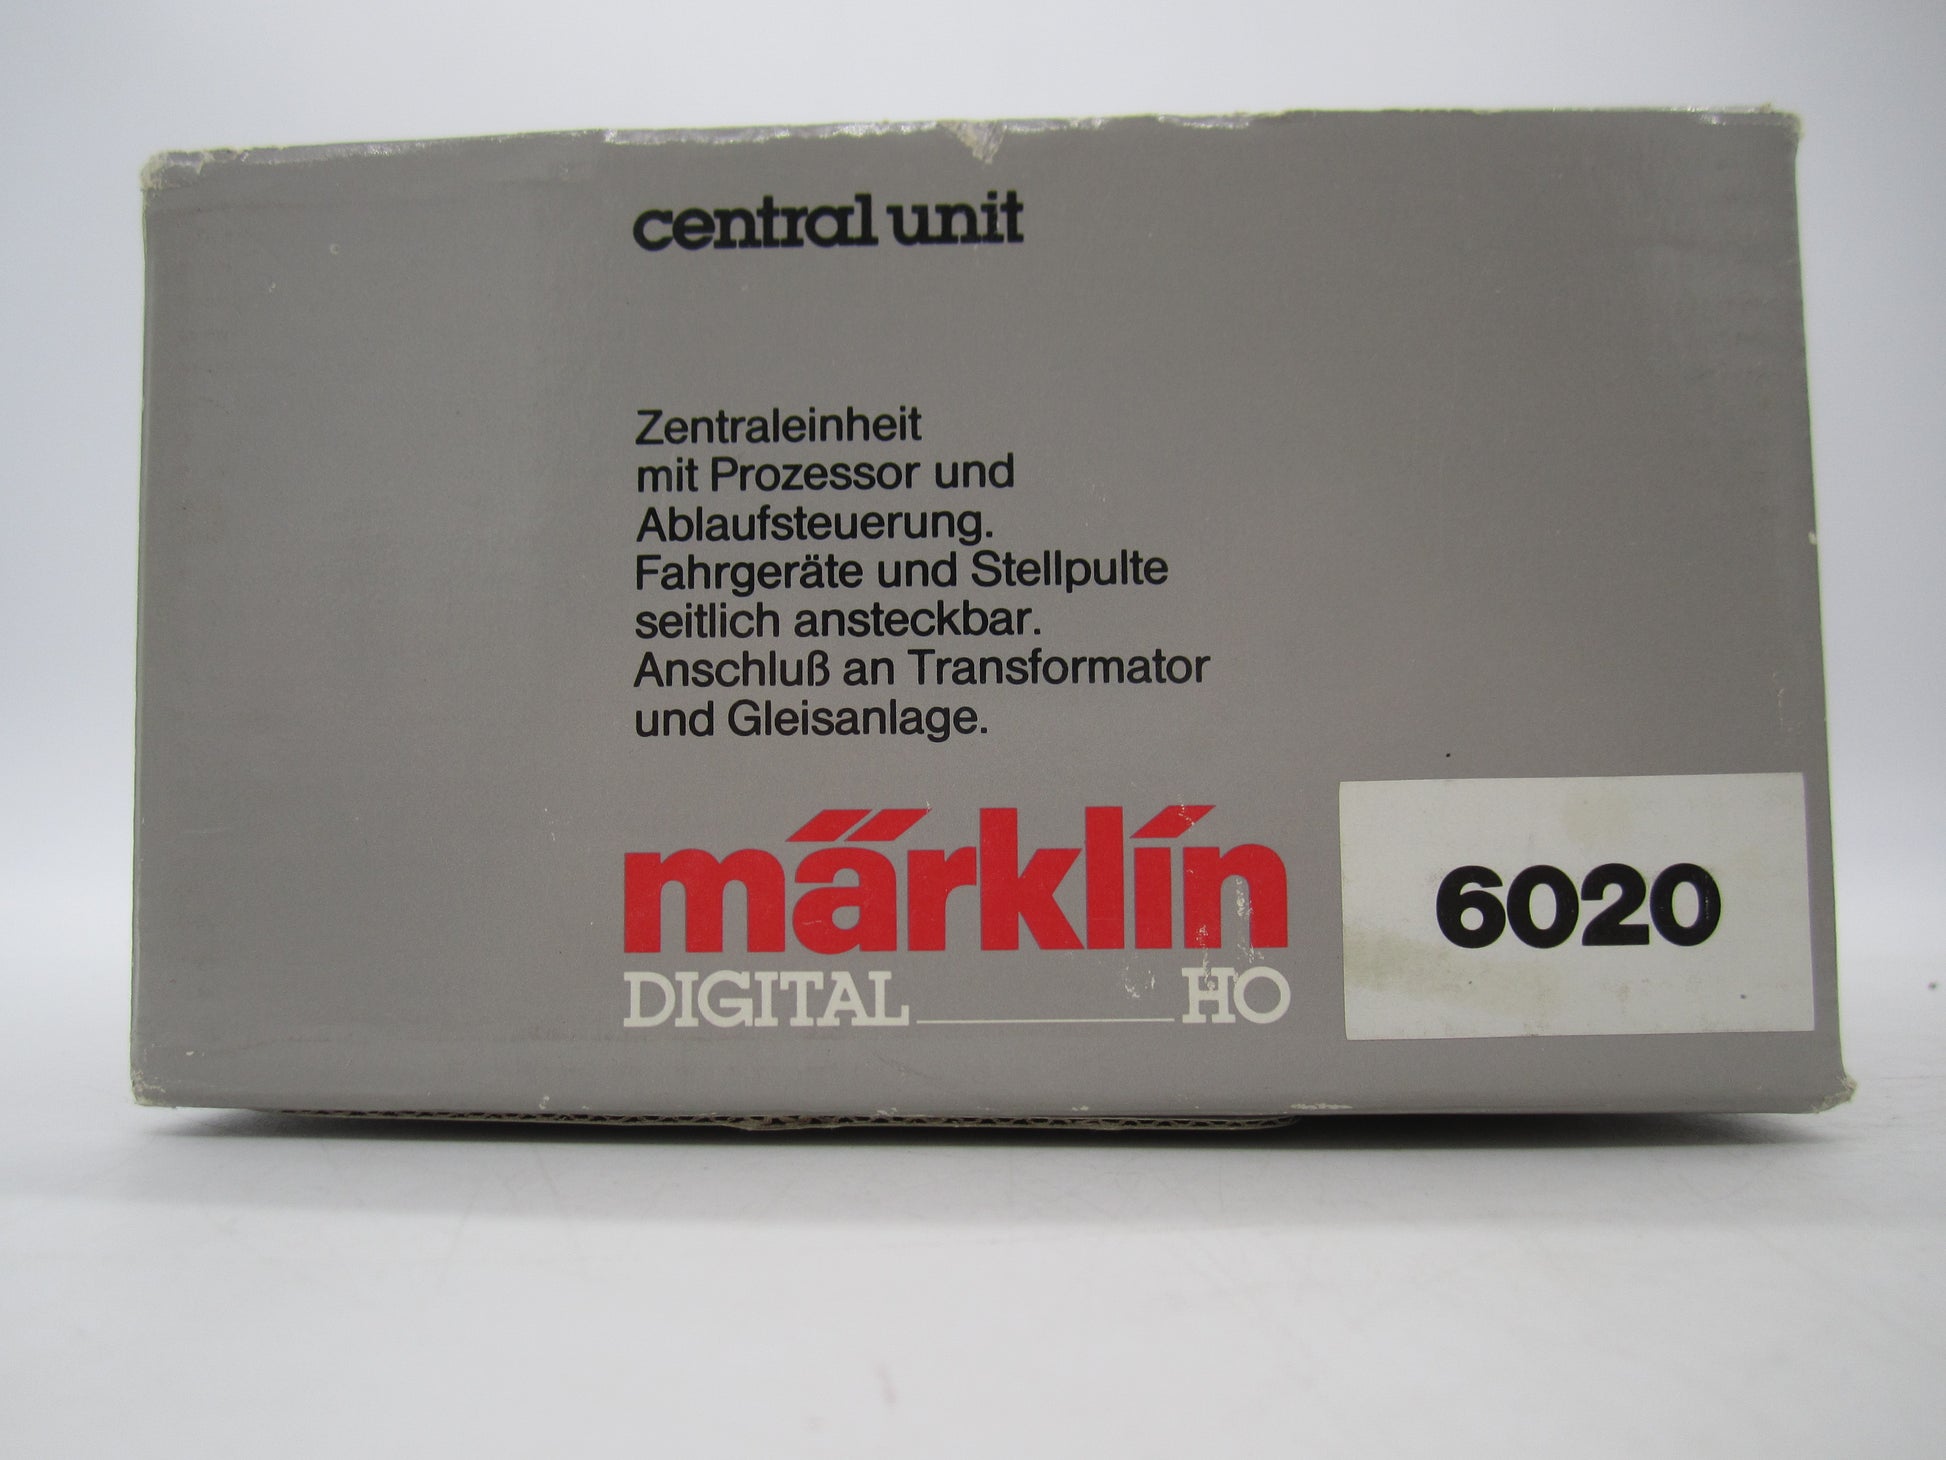 central unit
Zentraleinheit
mit Prozessor und
Ablaufsteuerung.
Fahrgeräte und Stellpulte
seitlich ansteckbar.
Anschluß an Transformator
und Gleisanlage.
märklín
DIGITAL HO
6020